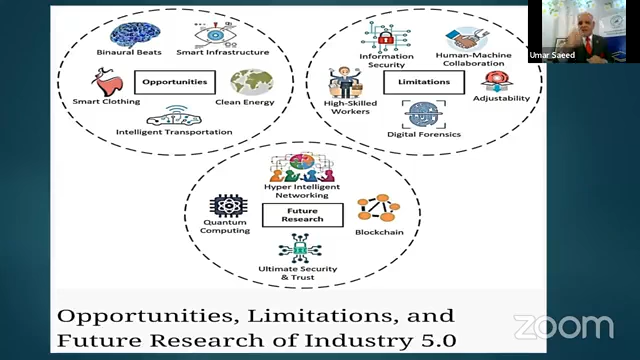 Binaural Beats
Smart Infrastructure
Opportunities
Smart Clothing
Clean Energy
Intelligent Transportation
Information
Security
Human-Machine
Collaboration
Limitations
High-Skilled
Workers
Adjustability
Digital Forensics
Hyper Intelligent
Networking
Quantum
Computing
Future
Research
Blockchain
Ultimate Security
& Trust
Opportunities, Limitations, and
Future Research of Industry 5.0
Umar Saeed
zoom